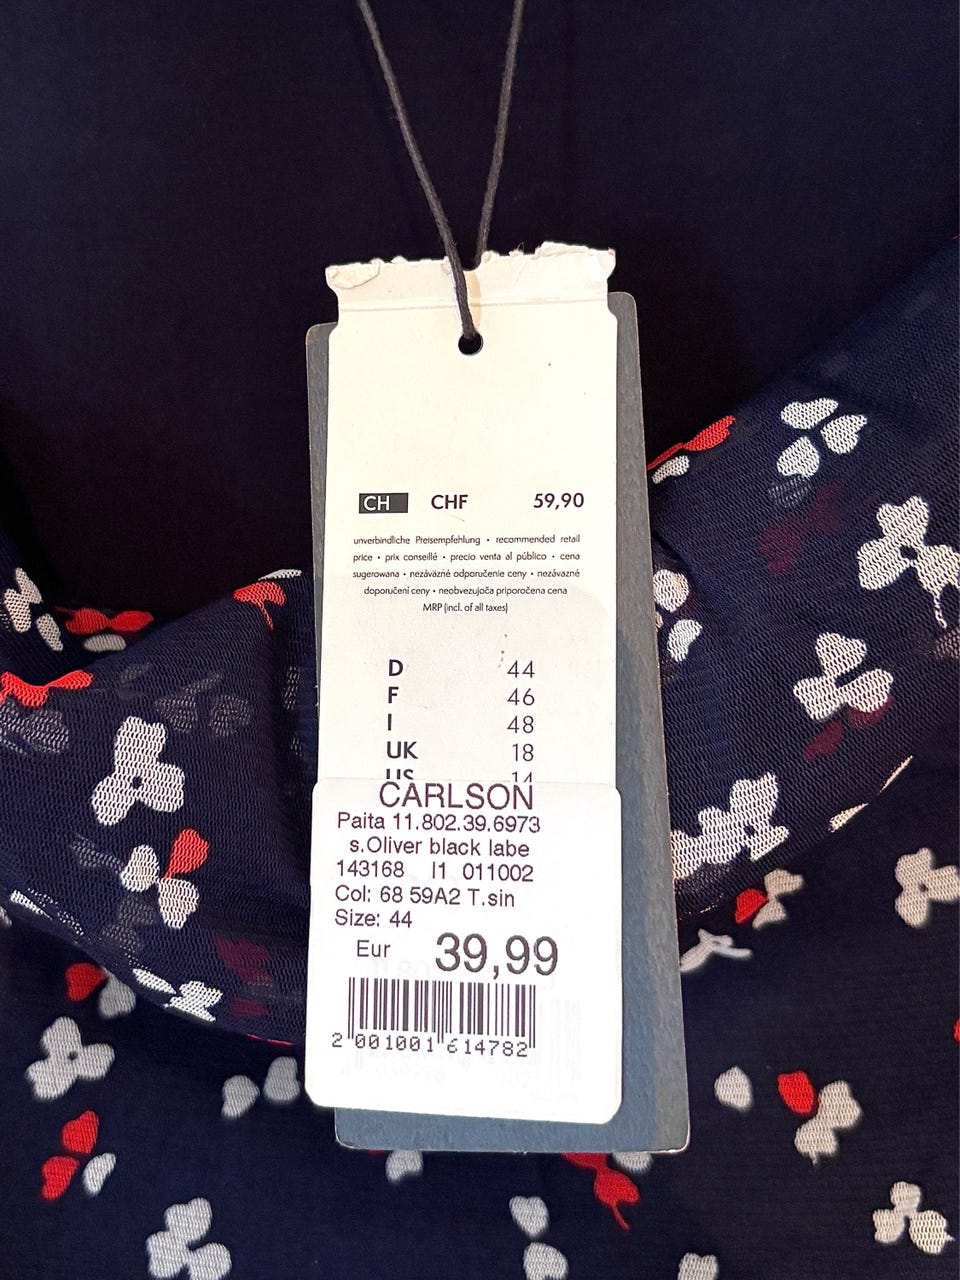 CH CHF 59,90
unverbindliche Preisempfehlung • recommended retail
price • prix conseillé • precio venta al público • cena
sugerowana • nezáväzné odporučenie ceny • nezávazné
doporučení ceny • neobvezujoča priporočena cena
MRP (incl. of all taxes)
D 44
F 46
I 48
UK 18
US 14
CARLSON
Paita 11.802.39.6973
s.Oliver black labe
143168 I1 011002
Col: 68 59A2 T.sin
Size: 44
Eur 39,99
2 001001 614782